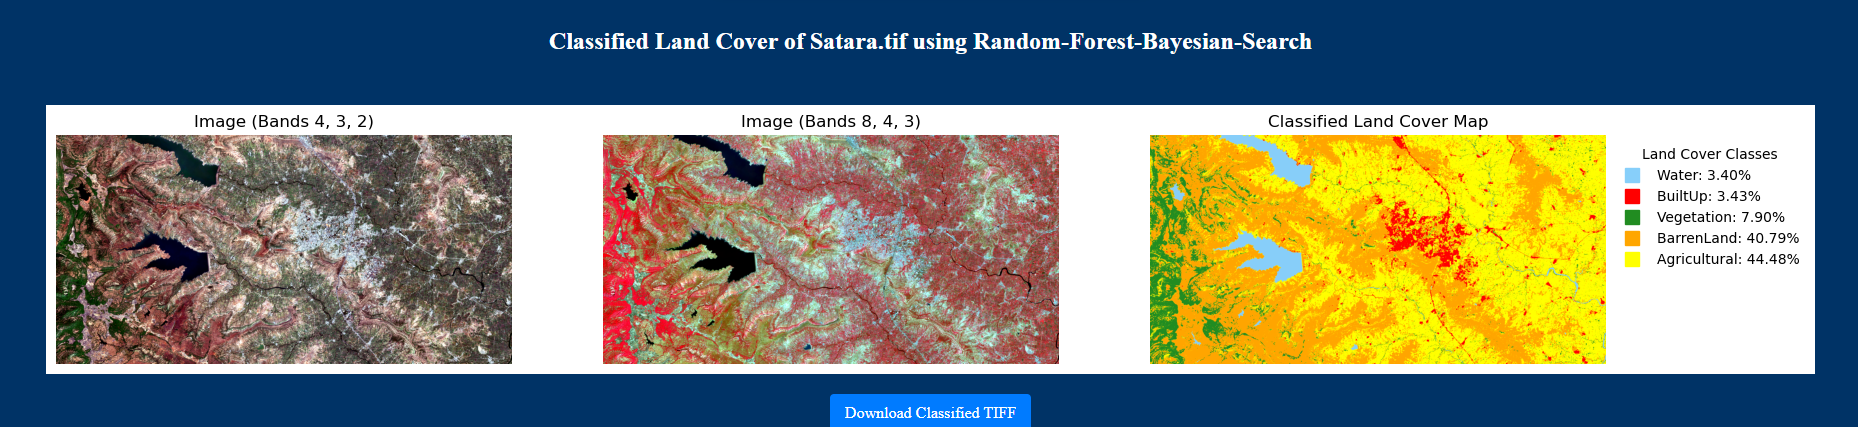 Classified Land Cover of Satara.tif using Random-Forest-Bayesian-Search
Image (Bands 4, 3, 2)
Image (Bands 8, 4, 3)
Classified Land Cover Map
Land Cover Classes
Water: 3.40%
BuiltUp: 3.43%
Vegetation: 7.90%
BarrenLand: 40.79%
Agricultural: 44.48%
Download Classified TIFF